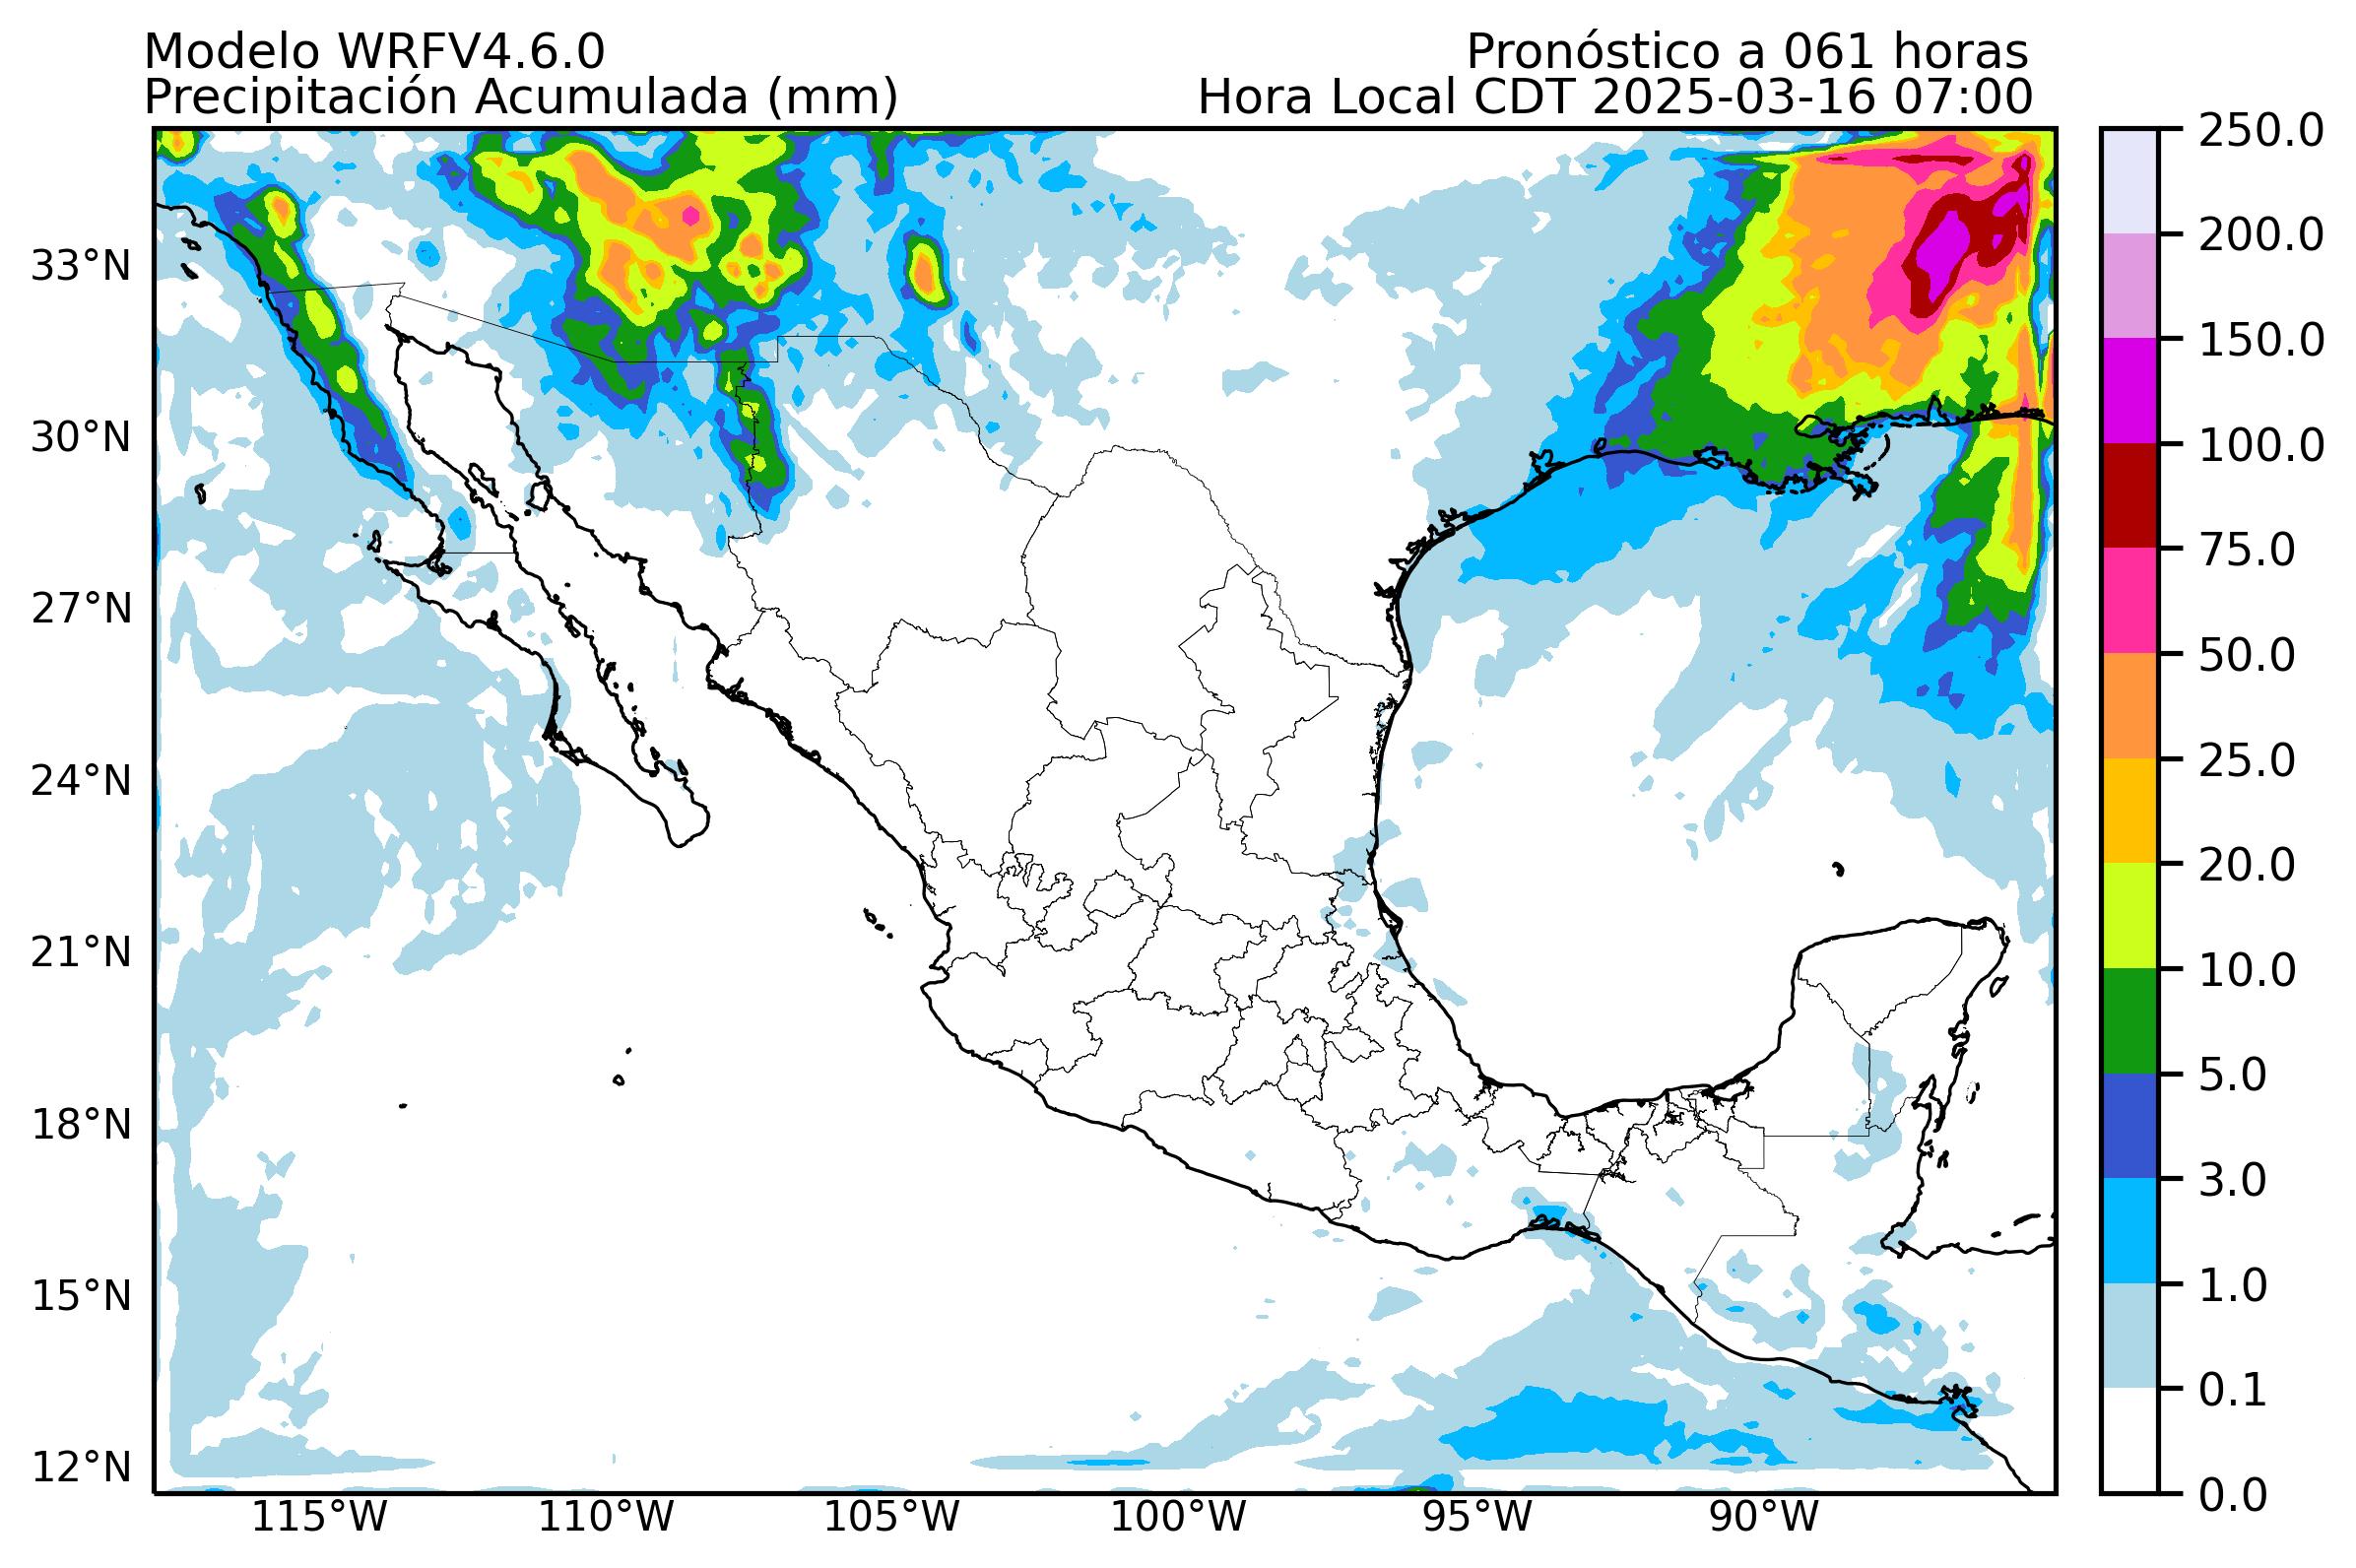 Modelo WRFV4.6.0
Pronóstico a 061 horas
Precipitación Acumulada (mm)
Hora Local CDT 2025-03-16 07:00
33°N
30°N
27°N
24°N
21°N
18°N
15°N
12°N
115°W
110°W
105°W
100°W
95°W
90°W
250.0
200.0
150.0
100.0
75.0
50.0
25.0
20.0
10.0
5.0
3.0
1.0
0.1
0.0